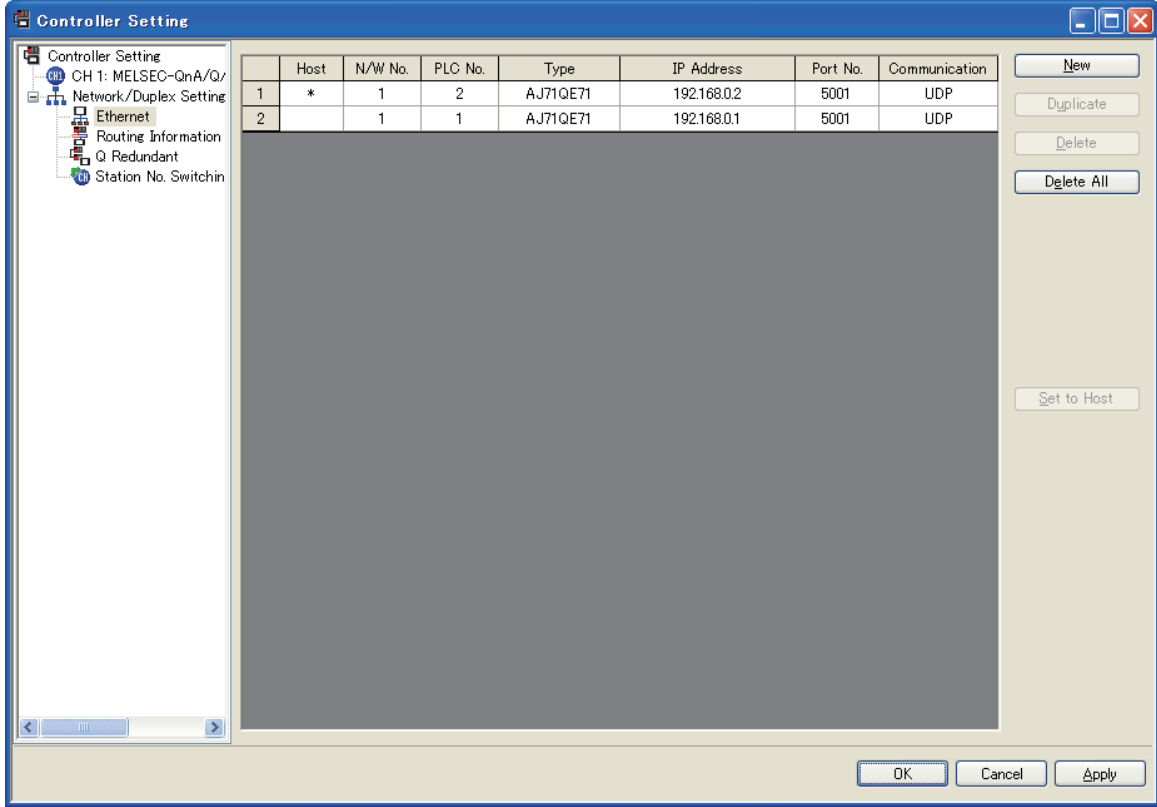 Controller Setting
Controller Setting
CH1 CH 1: MELSEC-QnA/Q/
Network/Duplex Setting
Ethernet
Routing Information
Q Redundant
CH Station No. Switchin
Host N/W No. PLC No. Type IP Address Port No. Communication
1 * 1 2 AJ71QE71 192.168.0.2 5001 UDP
2 1 1 AJ71QE71 192.168.0.1 5001 UDP
New
Duplicate
Delete
Delete All
Set to Host
OK Cancel Apply